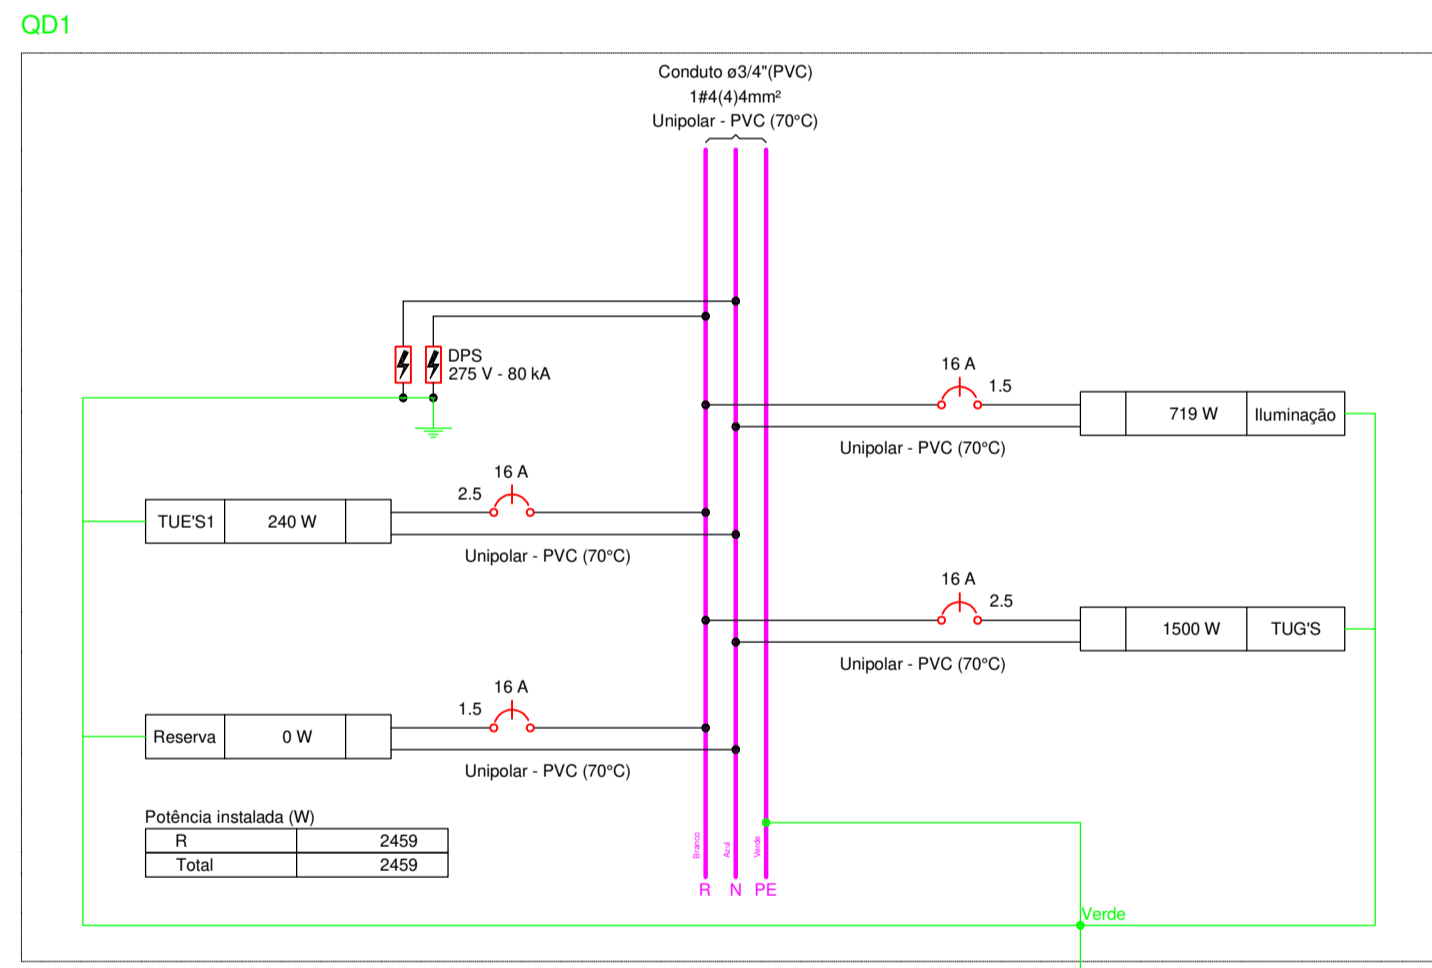 QD1
Conduto ø3/4"(PVC)
1#4(4)4mm²
Unipolar - PVC (70°C)
DPS
275 V - 80 kA
16 A
1.5
719 W
Iluminação
Unipolar - PVC (70°C)
16 A
2.5
TUE'S1
240 W
Unipolar - PVC (70°C)
16 A
2.5
1500 W
TUG'S
Unipolar - PVC (70°C)
16 A
1.5
Reserva
0 W
Unipolar - PVC (70°C)
Potência instalada (W)
R 2459
Total 2459
Branco
Azul
Verde
R N PE
Verde